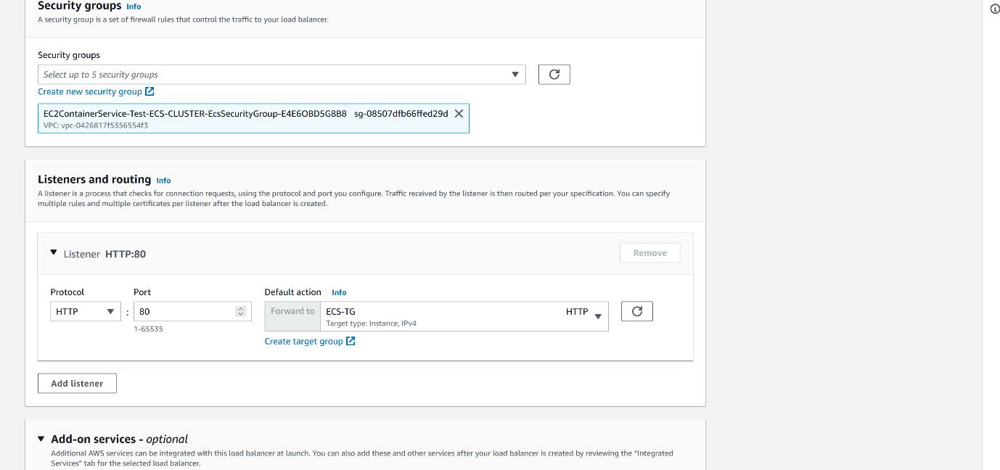 Security groups Info
A security group is a set of firewall rules that control the traffic to your load balancer.
Security groups
Select up to 5 security groups
Create new security group
EC2ContainerService-Test-ECS-CLUSTER-EcsSecurityGroup-E4E6OBD5G8B8 sg-08507dfb66ffed29d
VPC: vpc-0426817f5356554f3
Listeners and routing Info
A listener is a process that checks for connection requests, using the protocol and port you configure. Traffic received by the listener is then routed per your specification. You can specify
multiple rules and multiple certificates per listener after the load balancer is created.
Listener HTTP:80
Remove
Protocol
Port
Default action Info
HTTP
:
80
1-65535
Forward to
ECS-TG
HTTP
Target type: Instance, IPv4
Create target group
Add listener
Add-on services - optional
Additional AWS services can be integrated with this load balancer at launch. You can also add these and other services after your load balancer is created by reviewing the “Integrated
Services” tab for the selected load balancer.